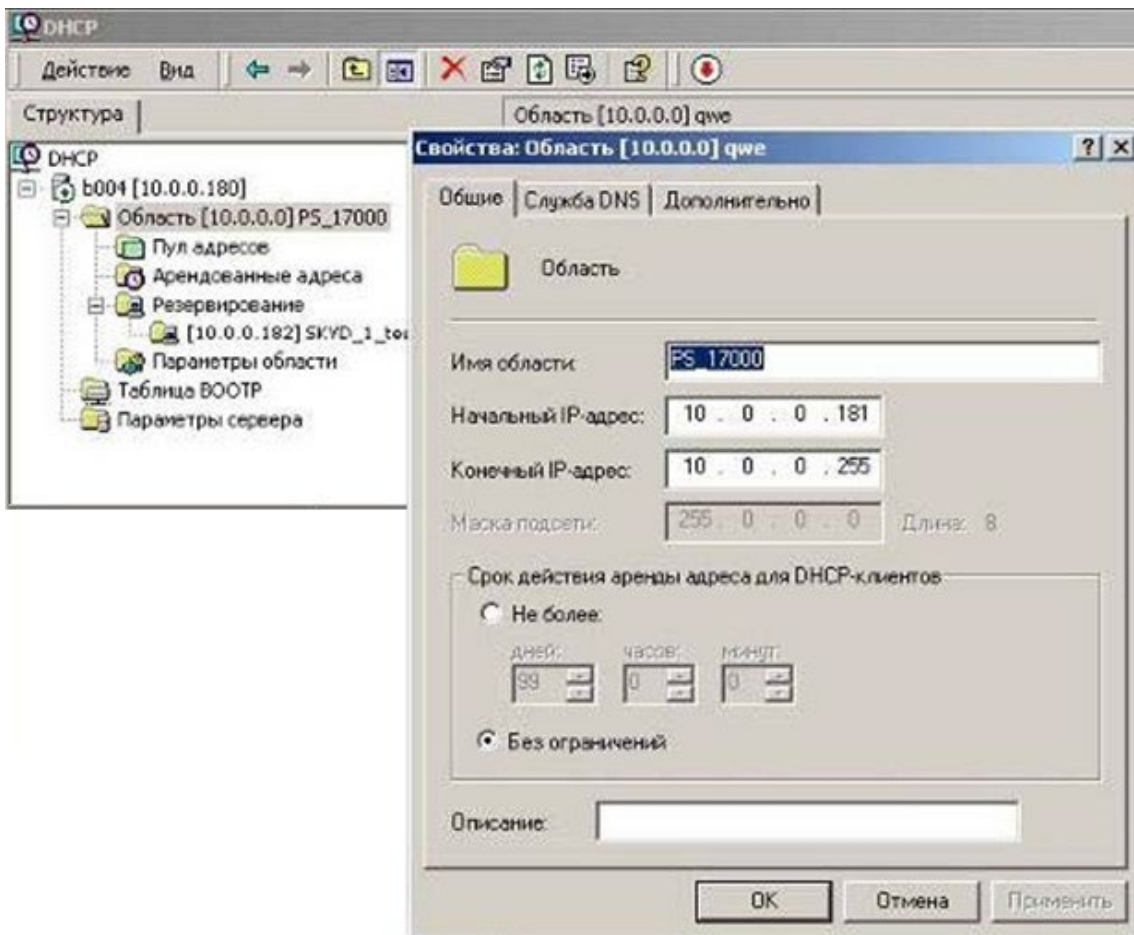 DHCP
Действие Вид
Структура
Область [10.0.0.0] qwe
DHCP
b004 [10.0.0.180]
Область [10.0.0.0] PS_17000
Пул адресов
Арендованные адреса
Резервирование
[10.0.0.182] SKYD_1_
Параметры области
Таблица BOOTP
Параметры сервера
Свойства: Область [10.0.0.0] qwe
Общие Служба DNS Дополнительно
Область
Имя области: PS_17000
Начальный IP-адрес: 10 . 0 . 0 . 181
Конечный IP-адрес: 10 . 0 . 0 . 255
Маска подсети: 255 . 0 . 0 . 0 Длина: 8
Срок действия аренды адреса для DHCP-клиентов
Не более:
дней: часов: минут:
99 0 0
Без ограничений
Описание:
OK Отмена Применить